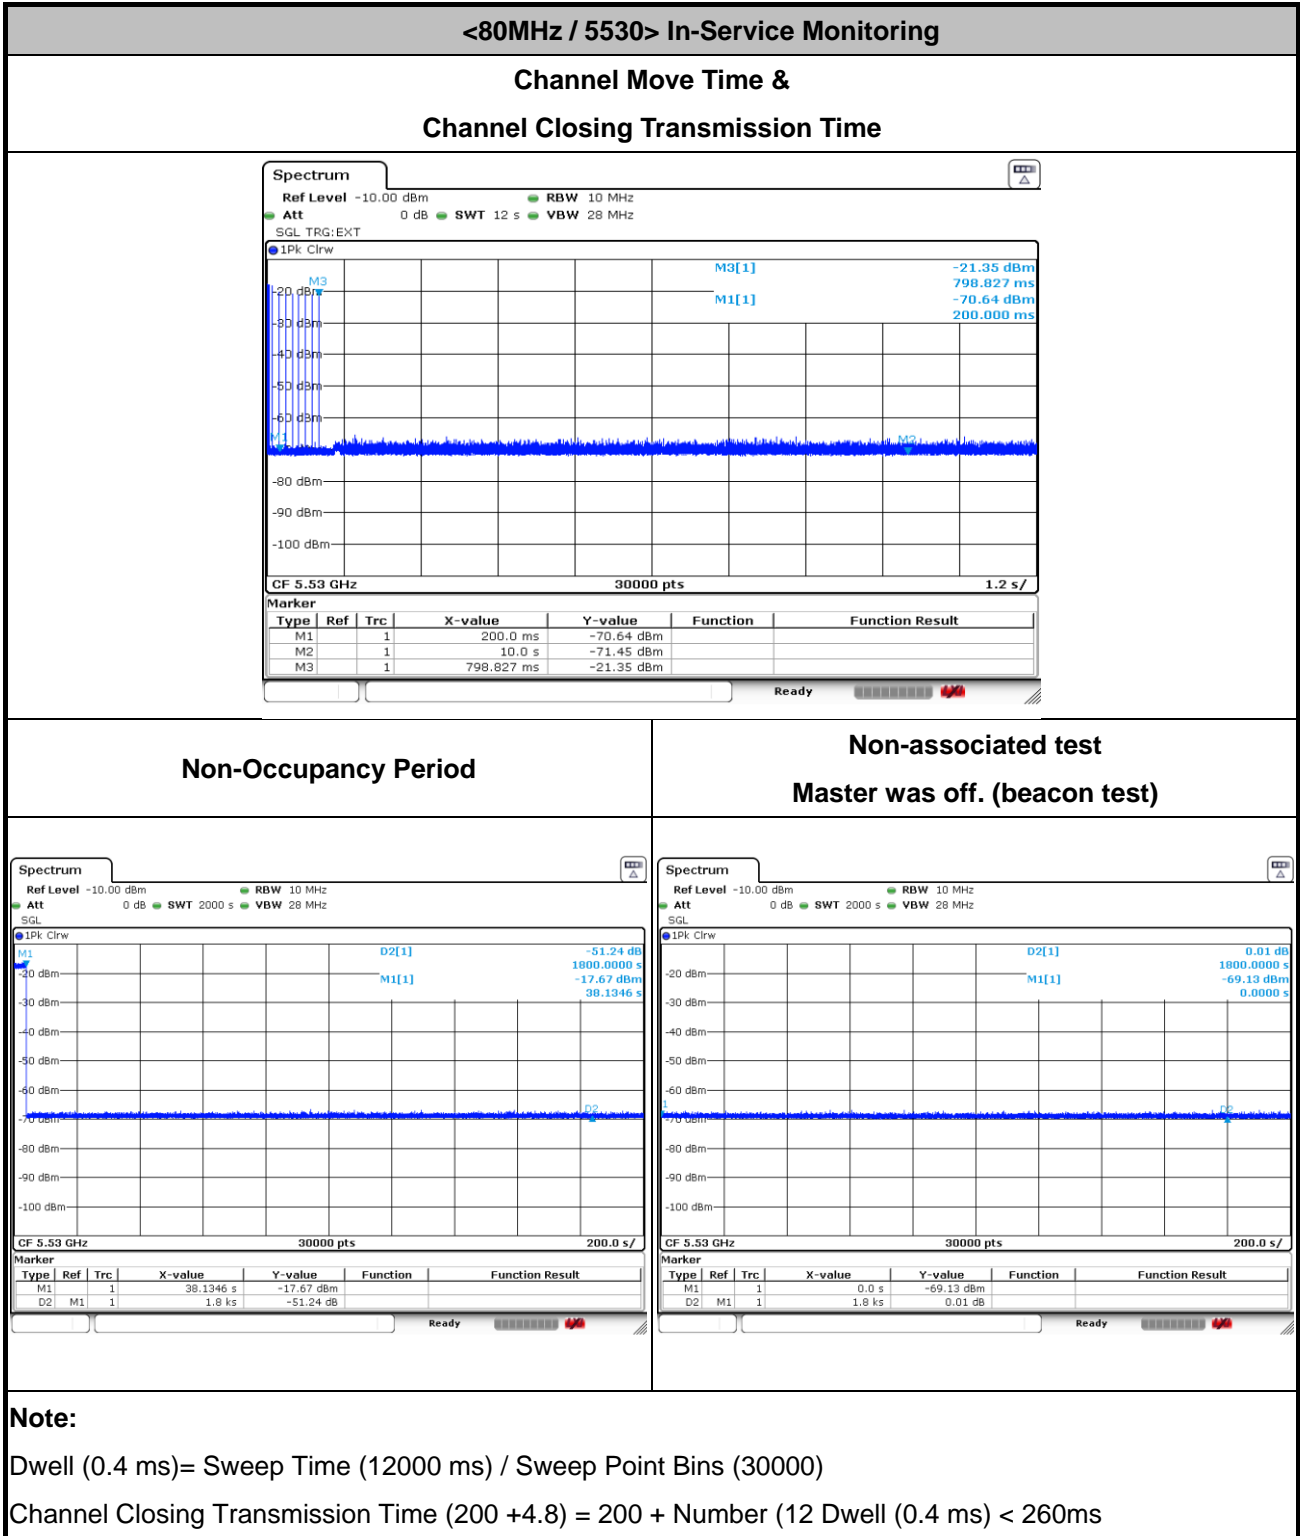 <80MHz / 5530> In-Service Monitoring
Channel Move Time &
Channel Closing Transmission Time
Spectrum
Ref Level -10.00 dBm RBW 10 MHz
Att 0 dB SWT 12 s VBW 28 MHz
SGL TRG:EXT
1Pk Clrw
M3[1] -21.35 dBm
798.827 ms
M1[1] -70.64 dBm
200.000 ms
M3
-20 dBm
-30 dBm
-40 dBm
-50 dBm
-60 dBm
M1
M2
-80 dBm
-90 dBm
-100 dBm
CF 5.53 GHz 30000 pts 1.2 s/
Marker
Type Ref Trc X-value Y-value Function Function Result
M1 1 200.0 ms -70.64 dBm
M2 1 10.0 s -71.45 dBm
M3 1 798.827 ms -21.35 dBm
Ready
Non-Occupancy Period
Spectrum
Ref Level -10.00 dBm RBW 10 MHz
Att 0 dB SWT 2000 s VBW 28 MHz
SGL
1Pk Clrw
M1
D2[1] -51.24 dB
1800.0000 s
M1[1] -17.67 dBm
38.1346 s
-20 dBm
-30 dBm
-40 dBm
-50 dBm
-60 dBm
D2
-70 dBm
-80 dBm
-90 dBm
-100 dBm
CF 5.53 GHz 30000 pts 200.0 s/
Marker
Type Ref Trc X-value Y-value Function Function Result
M1 1 38.1346 s -17.67 dBm
D2 M1 1 1.8 ks -51.24 dB
Ready
Non-associated test
Master was off. (beacon test)
Spectrum
Ref Level -10.00 dBm RBW 10 MHz
Att 0 dB SWT 2000 s VBW 28 MHz
SGL
1Pk Clrw
D2[1] 0.01 dB
1800.0000 s
M1[1] -69.13 dBm
0.0000 s
-20 dBm
-30 dBm
-40 dBm
-50 dBm
-60 dBm
1
D2
-70 dBm
-80 dBm
-90 dBm
-100 dBm
CF 5.53 GHz 30000 pts 200.0 s/
Marker
Type Ref Trc X-value Y-value Function Function Result
M1 1 0.0 s -69.13 dBm
D2 M1 1 1.8 ks 0.01 dB
Ready
Note:
Dwell (0.4 ms)= Sweep Time (12000 ms) / Sweep Point Bins (30000)
Channel Closing Transmission Time (200 +4.8) = 200 + Number (12 Dwell (0.4 ms) < 260ms